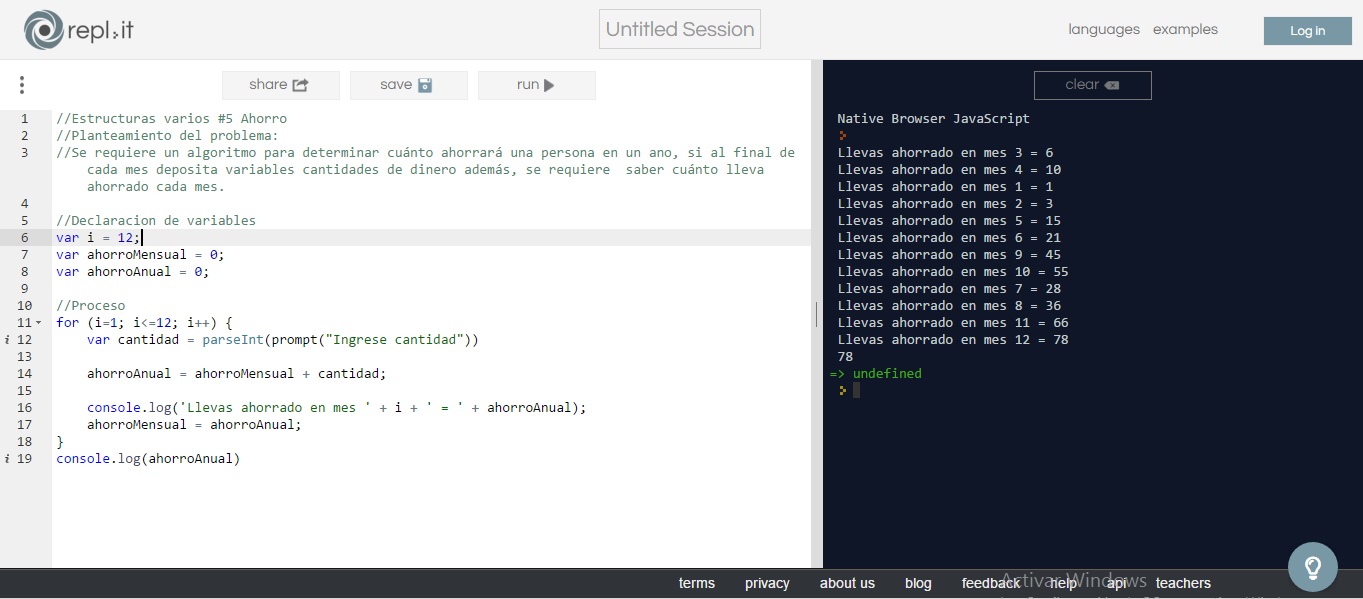 repl.it
Untitled Session
languages examples Log in
share save run
clear
1 //Estructuras varios #5 Ahorro
2 //Planteamiento del problema:
3 //Se requiere un algoritmo para determinar cuánto ahorrará una persona en un ano, si al final de
cada mes deposita variables cantidades de dinero además, se requiere  saber cuánto lleva
ahorrado cada mes.
4
5 //Declaracion de variables
6 var i = 12;
7 var ahorroMensual = 0;
8 var ahorroAnual = 0;
9
10 //Proceso
11 for (i=1; i<=12; i++) {
i 12 var cantidad = parseInt(prompt("Ingrese cantidad"))
13
14 ahorroAnual = ahorroMensual + cantidad;
15
16 console.log('Llevas ahorrado en mes ' + i + ' = ' + ahorroAnual);
17 ahorroMensual = ahorroAnual;
18 }
i 19 console.log(ahorroAnual)
Native Browser JavaScript
Llevas ahorrado en mes 3 = 6
Llevas ahorrado en mes 4 = 10
Llevas ahorrado en mes 1 = 1
Llevas ahorrado en mes 2 = 3
Llevas ahorrado en mes 5 = 15
Llevas ahorrado en mes 6 = 21
Llevas ahorrado en mes 9 = 45
Llevas ahorrado en mes 10 = 55
Llevas ahorrado en mes 7 = 28
Llevas ahorrado en mes 8 = 36
Llevas ahorrado en mes 11 = 66
Llevas ahorrado en mes 12 = 78
78
=> undefined
Activar Windows
terms privacy about us blog feedback help api teachers